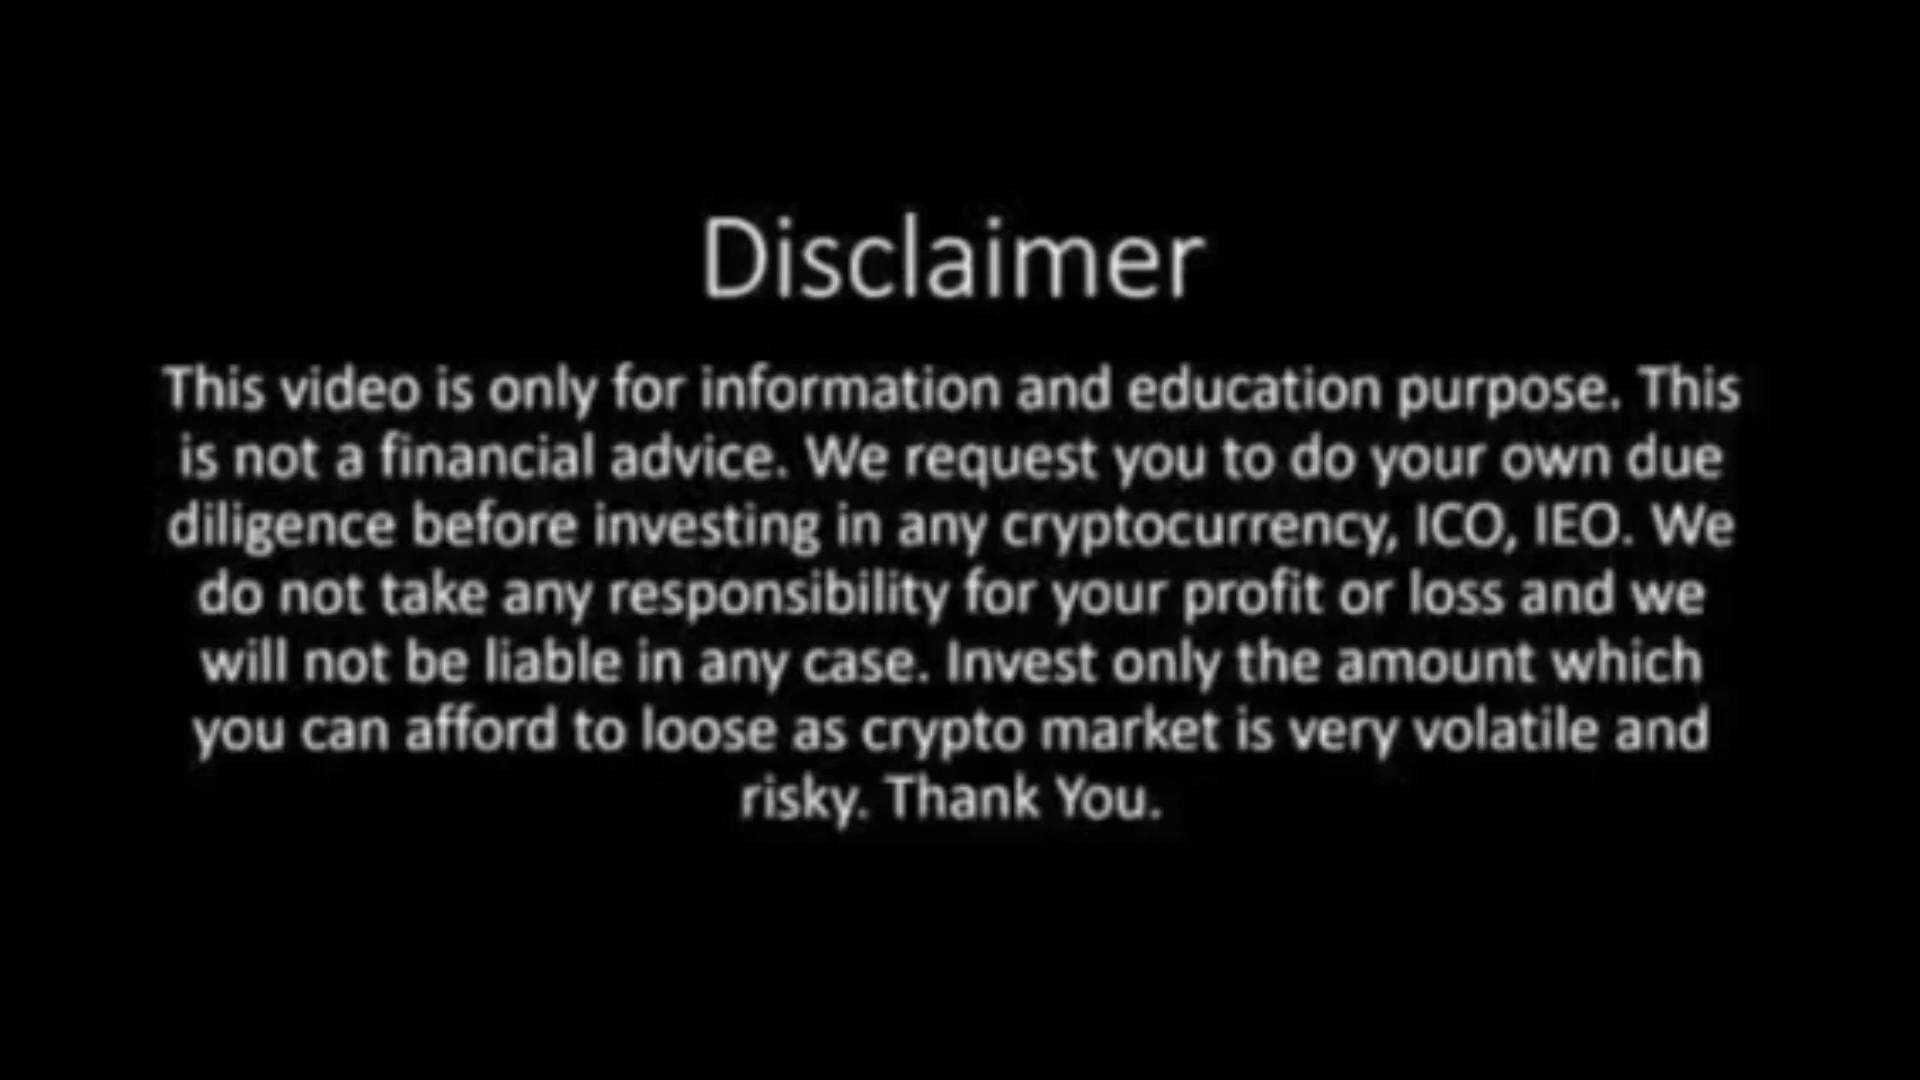 Disclaimer
This video is only for information and education purpose. This
is not a financial advice. We request you to do your own due
diligence before investing in any cryptocurrency, ICO, IEO. We
do not take any responsibility for your profit or loss and we
will not be liable in any case. Invest only the amount which
you can afford to loose as crypto market is very volatile and
risky. Thank You.